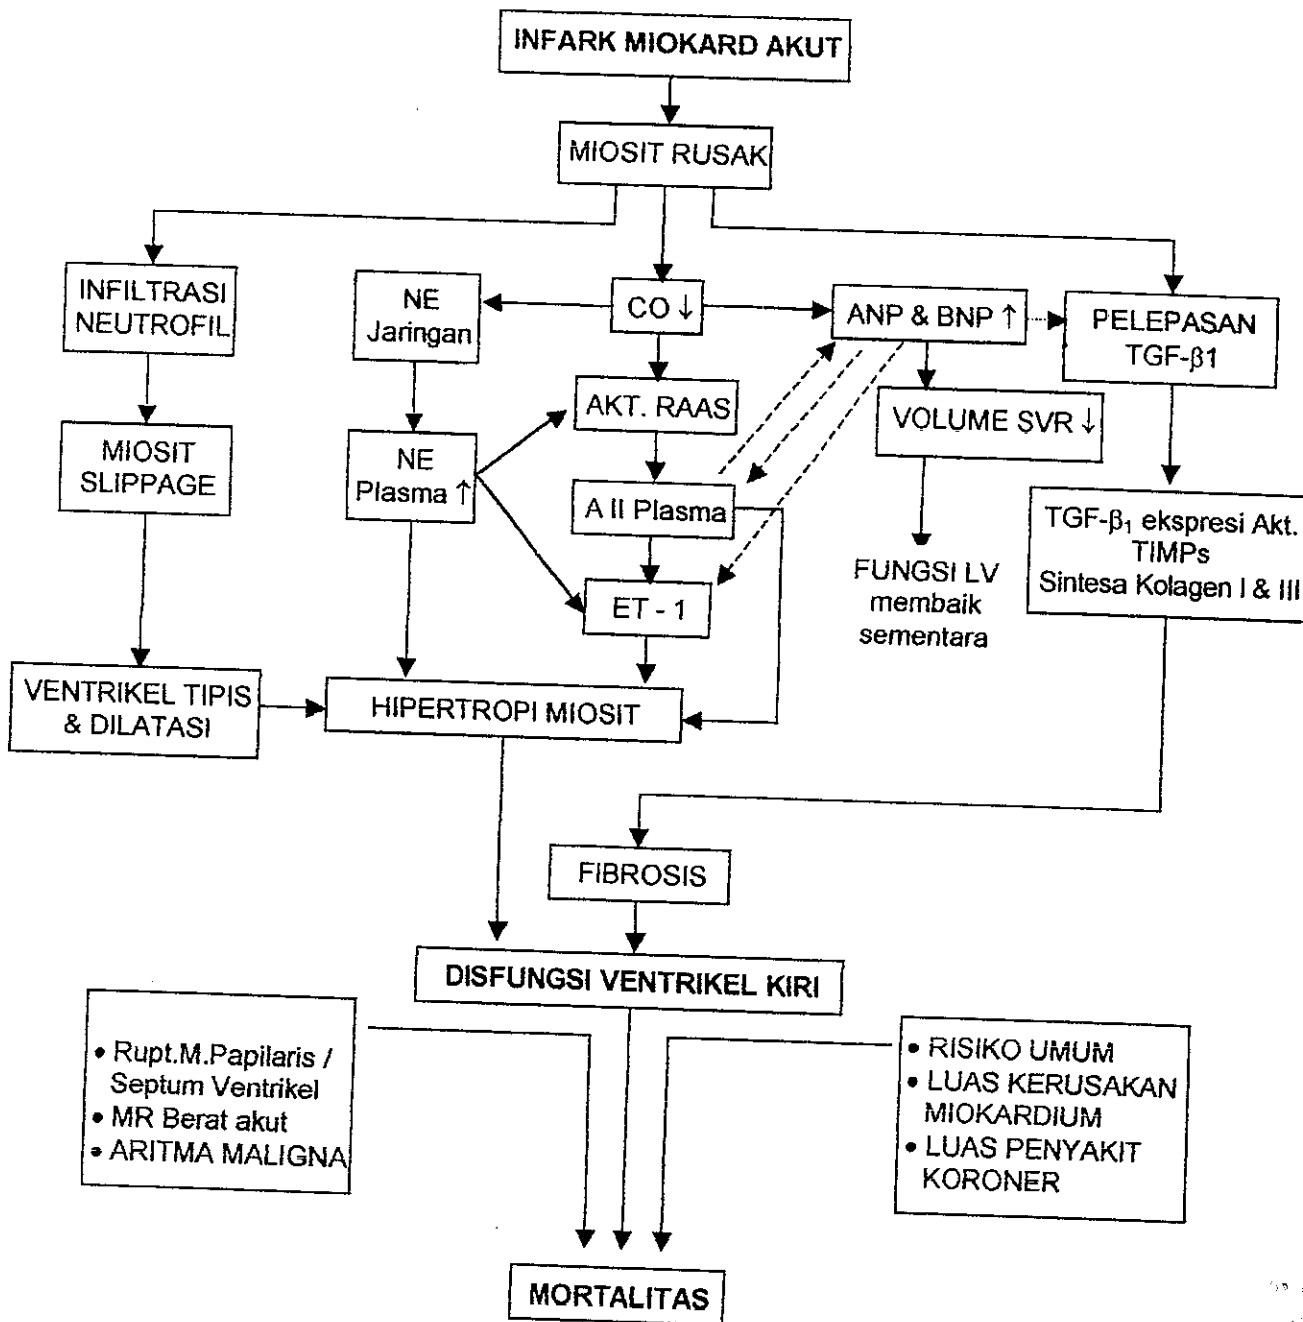 INFARK MIOKARD AKUT
MIOSIT RUSAK
INFILTRASI
NEUTROFIL
NE
Jaringan
CO ↓
ANP & BNP ↑
PELEPASAN
TGF-β1
AKT. RAAS
VOLUME SVR ↓
MIOSIT
SLIPPAGE
NE
Plasma ↑
A II Plasma
TGF-β₁ ekspresi Akt.
TIMPs
Sintesa Kolagen I & III
FUNGSI LV
membaik
sementara
ET - 1
VENTRIKEL TIPIS
& DILATASI
HIPERTROPI MIOSIT
FIBROSIS
DISFUNGSI VENTRIKEL KIRI
• Rupt.M.Papilaris /
Septum Ventrikel
• MR Berat akut
• ARITMA MALIGNA
• RISIKO UMUM
• LUAS KERUSAKAN
MIOKARDIUM
• LUAS PENYAKIT
KORONER
MORTALITAS